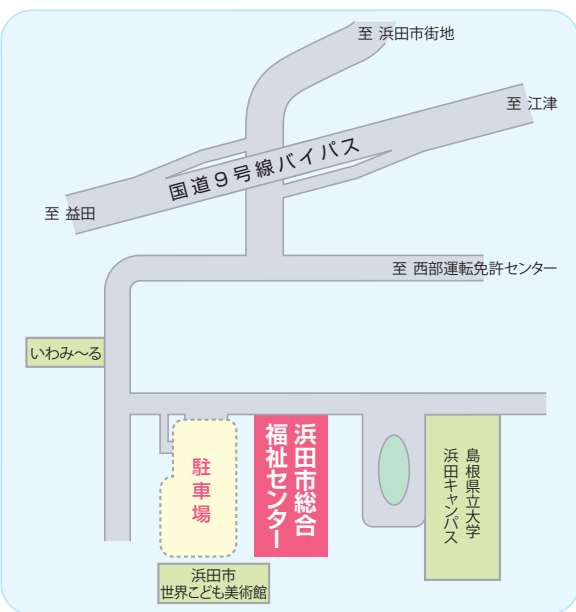 至 浜田市街地
至 江津
国道9号線バイパス
至 益田
至 西部運転免許センター
いわみ〜る
浜田市総合
福祉センター
駐車場
島根県立大学
浜田キャンパス
浜田市
世界こども美術館